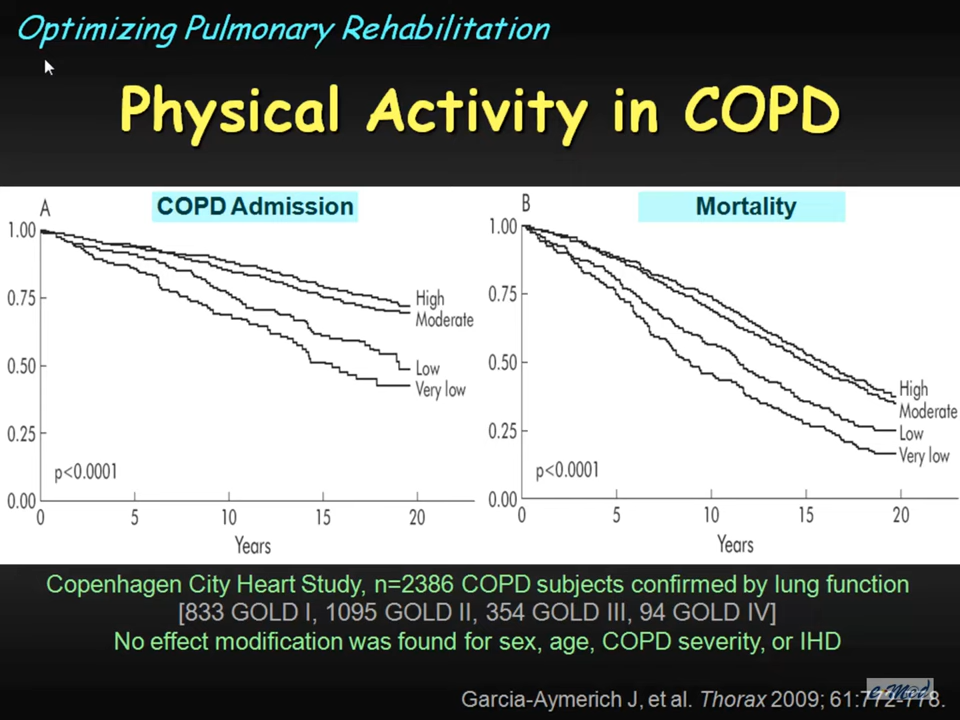 Optimizing Pulmonary Rehabilitation
Physical Activity in COPD
A
COPD Admission
1.00
0.75
0.50
0.25
0.00
High
Moderate
Low
Very low
p<0.0001
0 5 10 15 20
Years
B
Mortality
1.00
0.75
0.50
0.25
0.00
High
Moderate
Low
Very low
p<0.0001
0 5 10 15 20
Years
Copenhagen City Heart Study, n=2386 COPD subjects confirmed by lung function
[833 GOLD I, 1095 GOLD II, 354 GOLD III, 94 GOLD IV]
No effect modification was found for sex, age, COPD severity, or IHD
Garcia-Aymerich J, et al. Thorax 2009; 61:772-778.